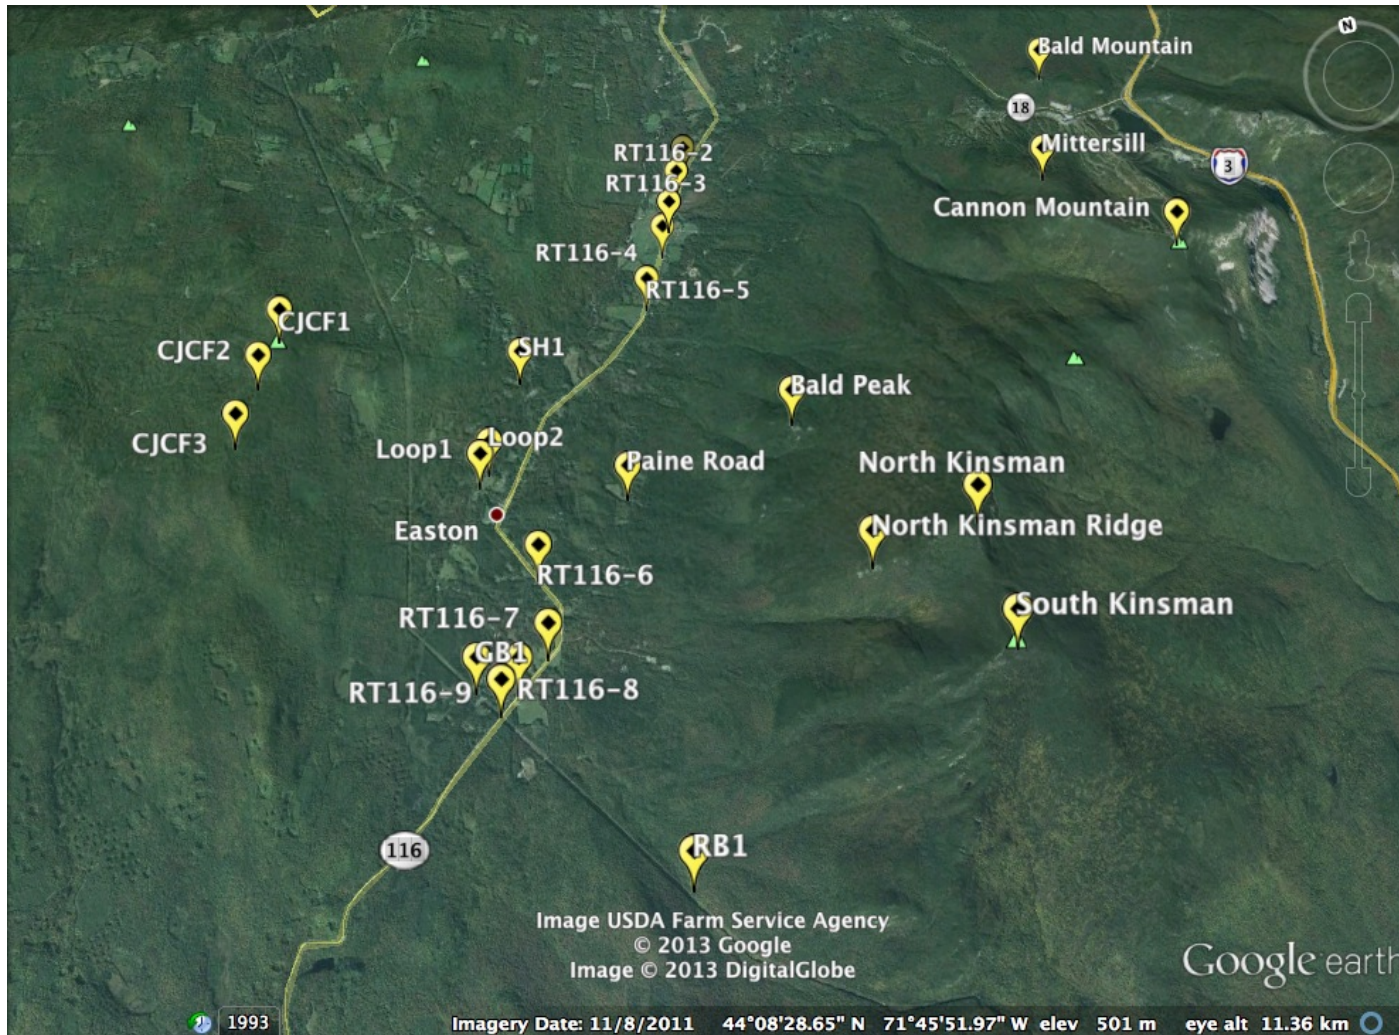 N
Bald Mountain
18
Mittersill
RT116-2
3
RT116-3
Cannon Mountain
RT116-4
RT116-5
CJCF1
CJCF2
SH1
Bald Peak
CJCF3
Loop2
Loop1
Paine Road
North Kinsman
Easton
North Kinsman Ridge
RT116-6
RT116-7
South Kinsman
GB1
RT116-9
RT116-8
116
RB1
Image USDA Farm Service Agency
© 2013 Google
Image © 2013 DigitalGlobe
Google earth
1993
Imagery Date: 11/8/2011 44°08'28.65" N 71°45'51.97" W elev 501 m eye alt 11.36 km